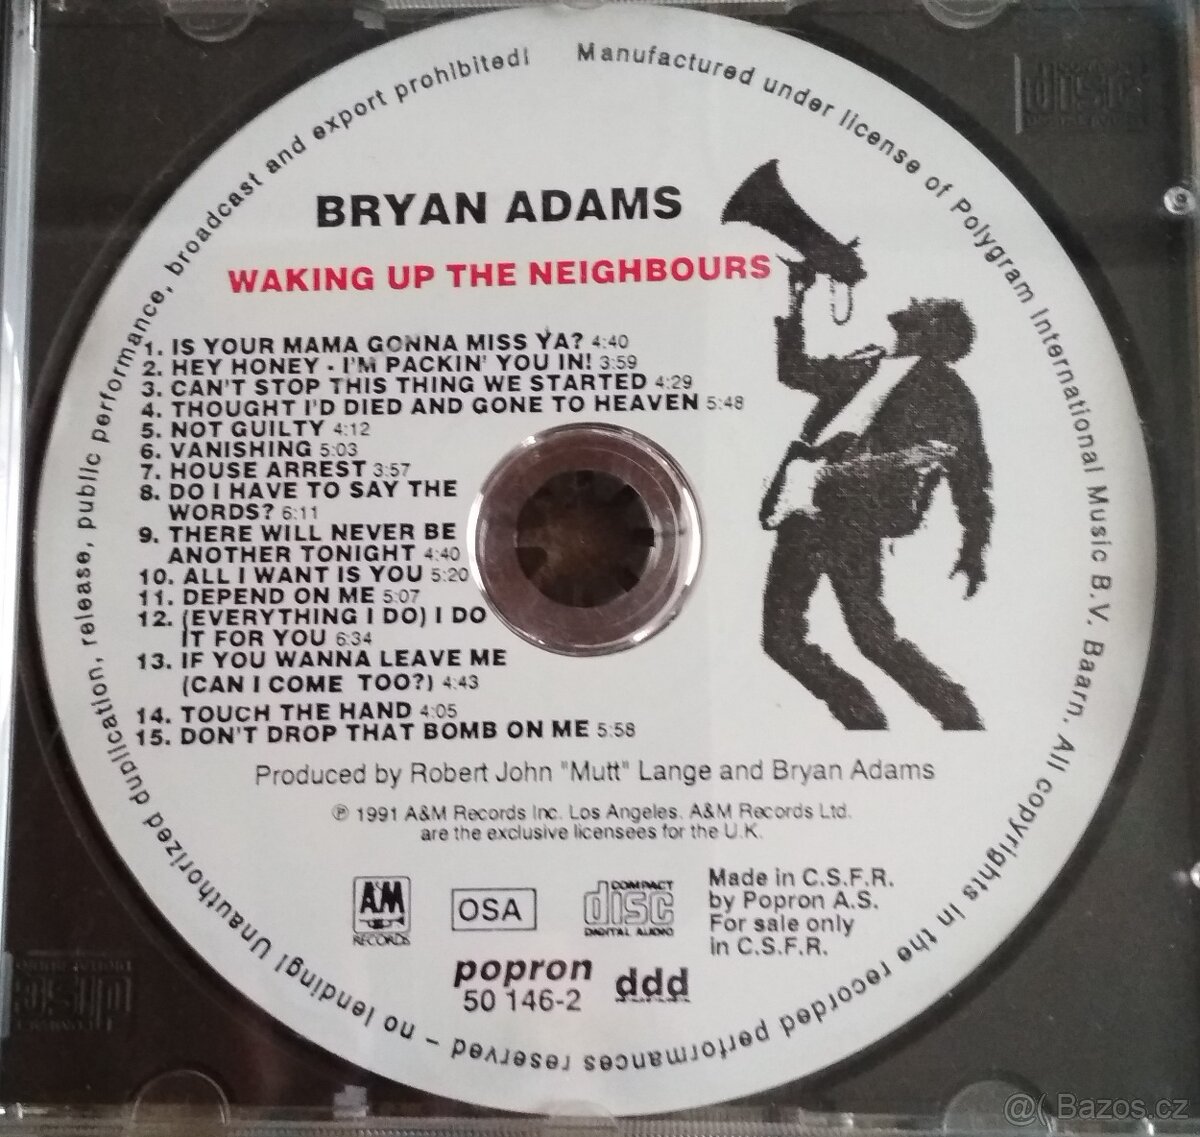 Manufactured under license of Polygram International Music B.V. Baarn. All copyrights in the recorded performances reserved – no lending! Unauthorized duplication, release, public performance, broadcast and export prohibited!
BRYAN ADAMS
WAKING UP THE NEIGHBOURS
1. IS YOUR MAMA GONNA MISS YA? 4:40
2. HEY HONEY - I'M PACKIN' YOU IN! 3:59
3. CAN'T STOP THIS THING WE STARTED 4:29
4. THOUGHT I'D DIED AND GONE TO HEAVEN 5:48
5. NOT GUILTY 4:12
6. VANISHING 5:03
7. HOUSE ARREST 3:57
8. DO I HAVE TO SAY THE
WORDS? 6:11
9. THERE WILL NEVER BE
ANOTHER TONIGHT 4:40
10. ALL I WANT IS YOU 5:20
11. DEPEND ON ME 5:07
12. (EVERYTHING I DO) I DO
IT FOR YOU 6:34
13. IF YOU WANNA LEAVE ME
(CAN I COME TOO?) 4:43
14. TOUCH THE HAND 4:05
15. DON'T DROP THAT BOMB ON ME 5:58
Produced by Robert John "Mutt" Lange and Bryan Adams
℗ 1991 A&M Records Inc. Los Angeles. A&M Records Ltd.
are the exclusive licensees for the U.K.
A&M
RECORDS
OSA
COMPACT
disc
DIGITAL AUDIO
Made in C.S.F.R.
by Popron A.S.
For sale only
in C.S.F.R.
popron
50 146-2
ddd
@( Bazos.cz